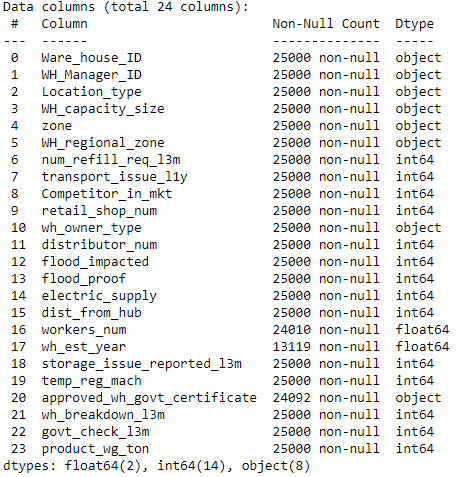 Data columns (total 24 columns):
 #   Column                        Non-Null Count  Dtype
---  ------                        --------------  -----
 0   Ware_house_ID                 25000 non-null  object
 1   WH_Manager_ID                 25000 non-null  object
 2   Location_type                 25000 non-null  object
 3   WH_capacity_size              25000 non-null  object
 4   zone                          25000 non-null  object
 5   WH_regional_zone              25000 non-null  object
 6   num_refill_req_l3m            25000 non-null  int64
 7   transport_issue_l1y           25000 non-null  int64
 8   Competitor_in_mkt             25000 non-null  int64
 9   retail_shop_num               25000 non-null  int64
 10  wh_owner_type                 25000 non-null  object
 11  distributor_num               25000 non-null  int64
 12  flood_impacted                25000 non-null  int64
 13  flood_proof                   25000 non-null  int64
 14  electric_supply               25000 non-null  int64
 15  dist_from_hub                 25000 non-null  int64
 16  workers_num                   24010 non-null  float64
 17  wh_est_year                   13119 non-null  float64
 18  storage_issue_reported_l3m    25000 non-null  int64
 19  temp_reg_mach                 25000 non-null  int64
 20  approved_wh_govt_certificate  24092 non-null  object
 21  wh_breakdown_l3m              25000 non-null  int64
 22  govt_check_l3m                25000 non-null  int64
 23  product_wg_ton                25000 non-null  int64
dtypes: float64(2), int64(14), object(8)